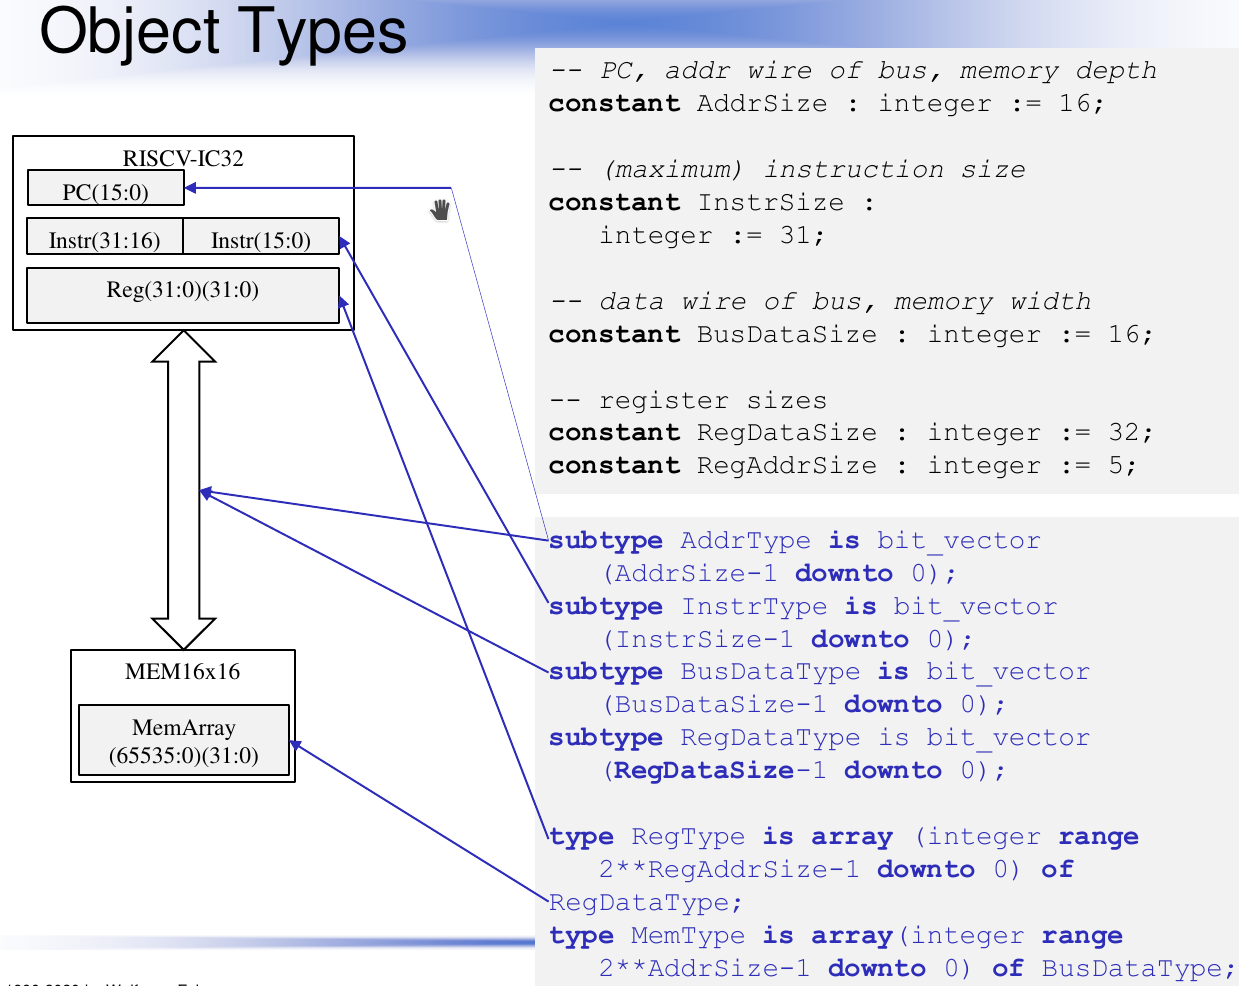 Object Types
-- PC, addr wire of bus, memory depth
constant AddrSize : integer := 16;
-- (maximum) instruction size
constant InstrSize :
integer := 31;
-- data wire of bus, memory width
constant BusDataSize : integer := 16;
-- register sizes
constant RegDataSize : integer := 32;
constant RegAddrSize : integer := 5;
RISCV-IC32
PC(15:0)
Instr(31:16)
Instr(15:0)
Reg(31:0)(31:0)
MEM16x16
MemArray
(65535:0)(31:0)
subtype AddrType is bit_vector
(AddrSize-1 downto 0);
subtype InstrType is bit_vector
(InstrSize-1 downto 0);
subtype BusDataType is bit_vector
(BusDataSize-1 downto 0);
subtype RegDataType is bit_vector
(RegDataSize-1 downto 0);
type RegType is array (integer range
2**RegAddrSize-1 downto 0) of
RegDataType;
type MemType is array(integer range
2**AddrSize-1 downto 0) of BusDataType;